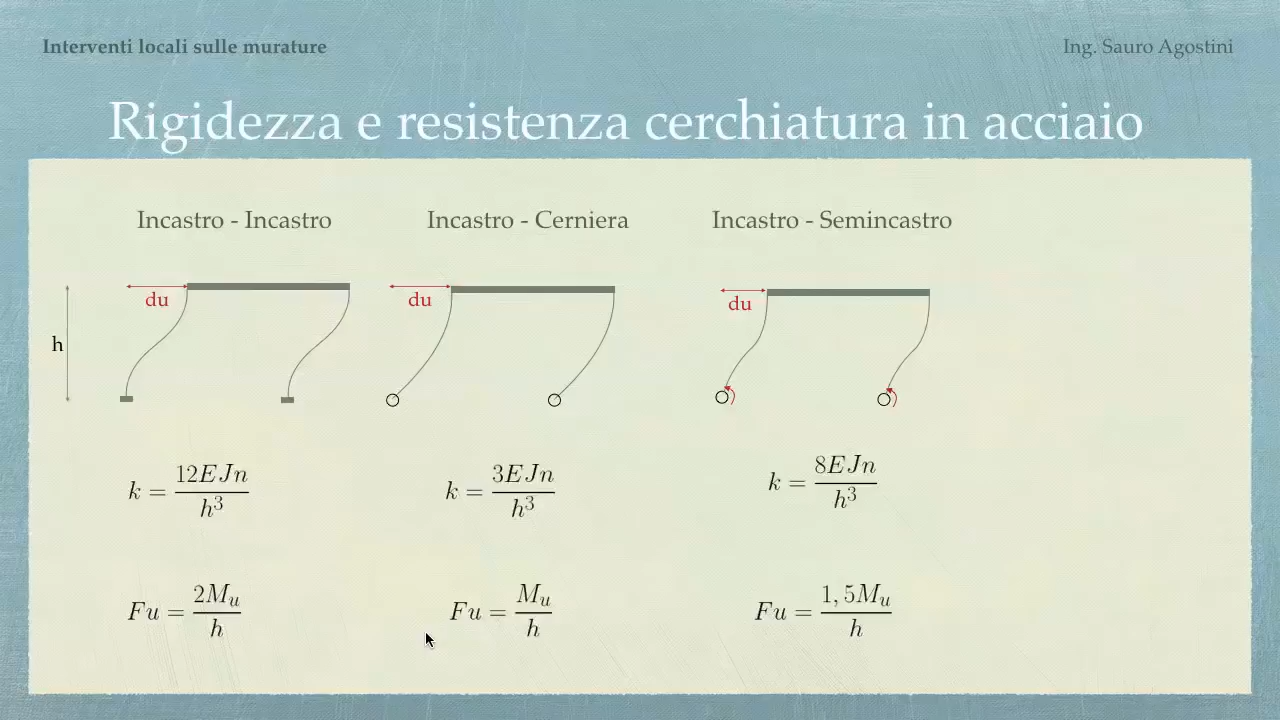 Interventi locali sulle murature
Ing. Sauro Agostini
Rigidezza e resistenza cerchiatura in acciaio
Incastro - Incastro
Incastro - Cerniera
Incastro - Semincastro
du
du
du
h
k = 12EJn / h³
k = 3EJn / h³
k = 8EJn / h³
Fu = 2Mᵤ / h
Fu = Mᵤ / h
Fu = 1,5Mᵤ / h